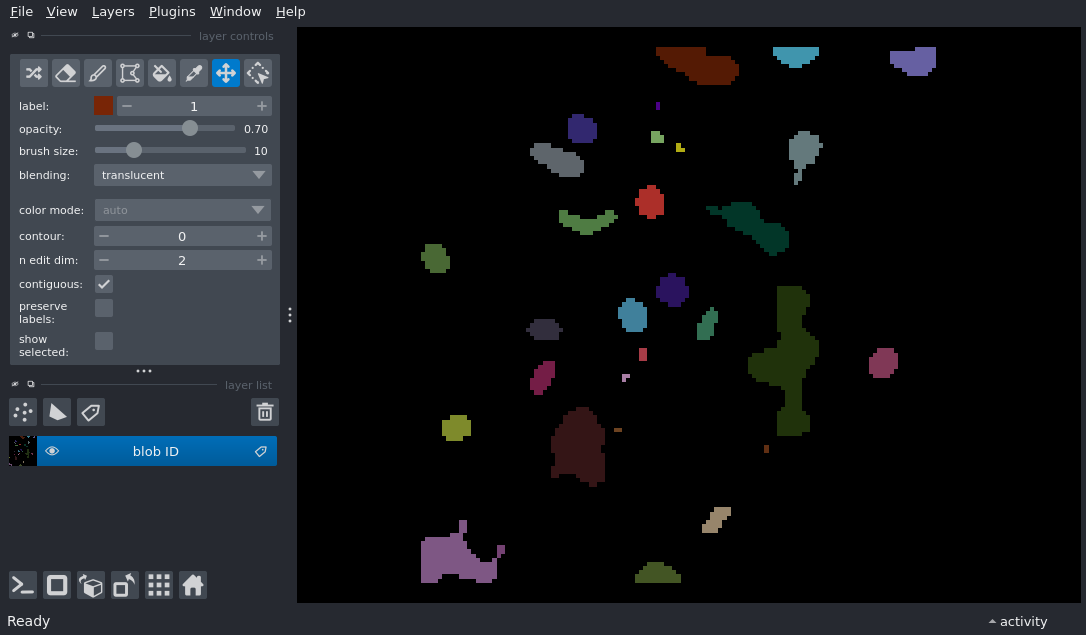 File View Layers Plugins Window Help
layer controls
label: 1
opacity: 0.70
brush size: 10
blending: translucent
color mode: auto
contour: 0
n edit dim: 2
contiguous:
preserve
labels:
show
selected:
layer list
blob ID
Ready activity